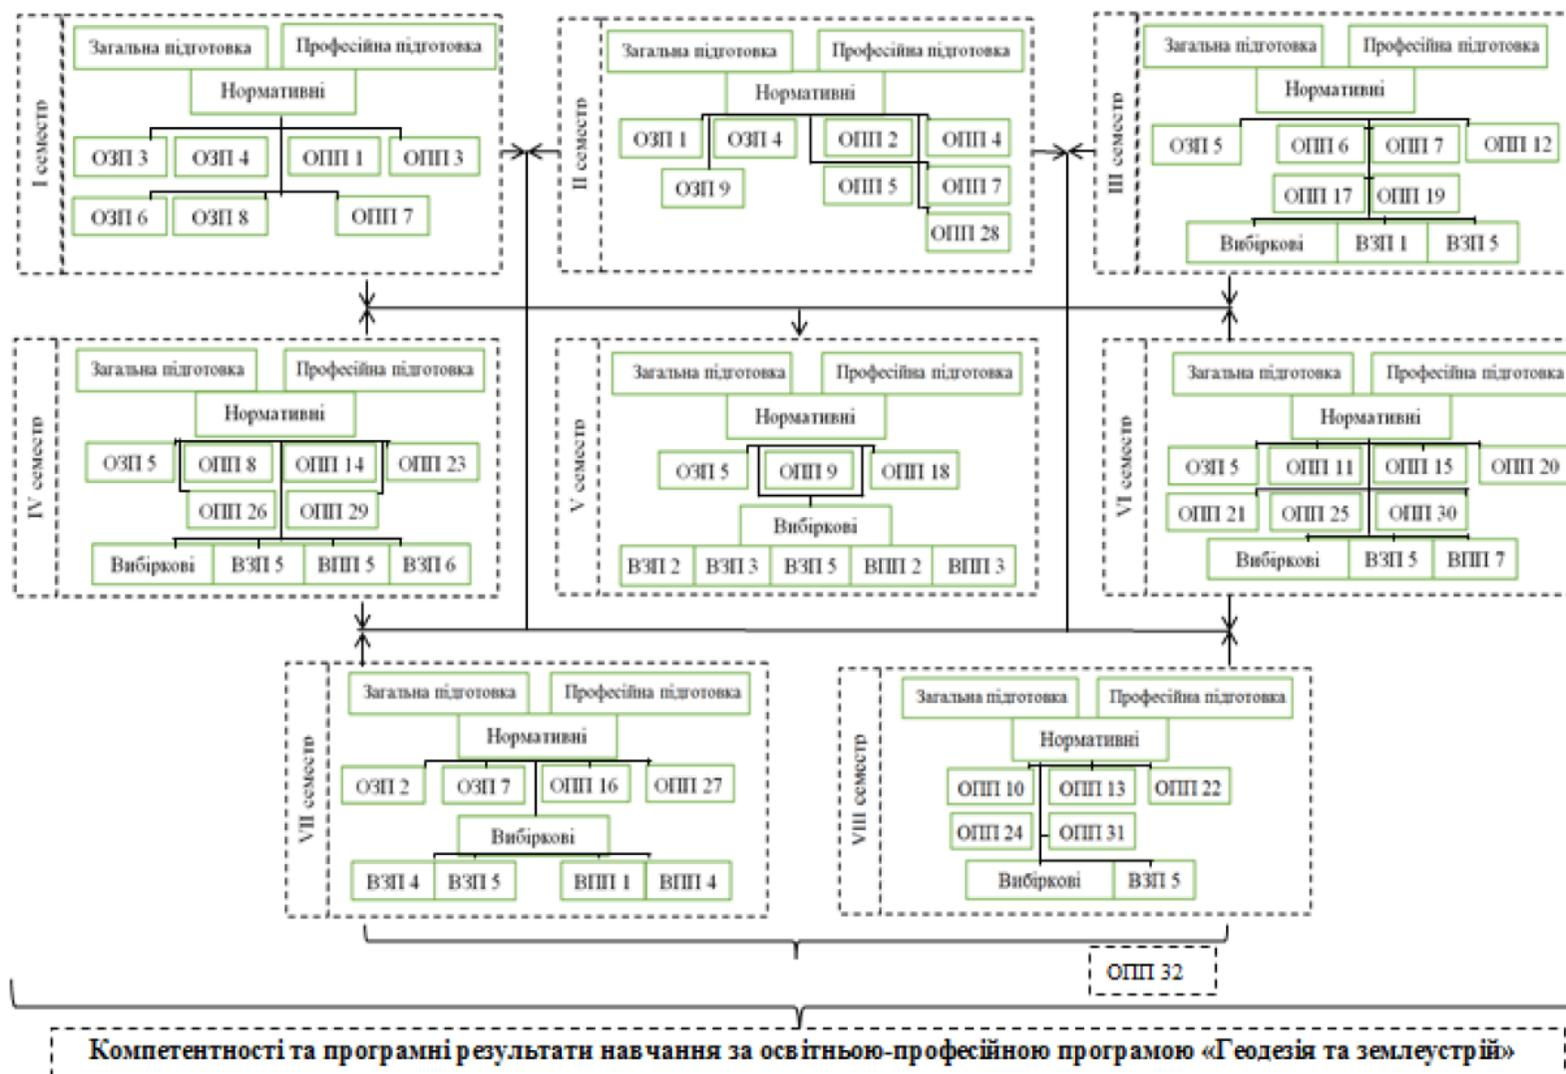 I семестр
Загальна підготовка
Професійна підготовка
Нормативні
ОЗП 3
ОЗП 4
ОПП 1
ОПП 3
ОЗП 6
ОЗП 8
ОПП 7
II семестр
Загальна підготовка
Професійна підготовка
Нормативні
ОЗП 1
ОЗП 4
ОПП 2
ОПП 4
ОЗП 9
ОПП 5
ОПП 7
ОПП 28
III семестр
Загальна підготовка
Професійна підготовка
Нормативні
ОЗП 5
ОПП 6
ОПП 7
ОПП 12
ОПП 17
ОПП 19
Вибіркові
ВЗП 1
ВЗП 5
IV семестр
Загальна підготовка
Професійна підготовка
Нормативні
ОЗП 5
ОПП 8
ОПП 14
ОПП 23
ОПП 26
ОПП 29
Вибіркові
ВЗП 5
ВПП 5
ВЗП 6
V семестр
Загальна підготовка
Професійна підготовка
Нормативні
ОЗП 5
ОПП 9
ОПП 18
Вибіркові
ВЗП 2
ВЗП 3
ВЗП 5
ВПП 2
ВПП 3
VI семестр
Загальна підготовка
Професійна підготовка
Нормативні
ОЗП 5
ОПП 11
ОПП 15
ОПП 20
ОПП 21
ОПП 25
ОПП 30
Вибіркові
ВЗП 5
ВПП 7
VII семестр
Загальна підготовка
Професійна підготовка
Нормативні
ОЗП 2
ОЗП 7
ОПП 16
ОПП 27
Вибіркові
ВЗП 4
ВЗП 5
ВПП 1
ВПП 4
VIII семестр
Загальна підготовка
Професійна підготовка
Нормативні
ОПП 10
ОПП 13
ОПП 22
ОПП 24
ОПП 31
Вибіркові
ВЗП 5
ОПП 32
Компетентності та програмні результати навчання за освітньою-професійною програмою «Геодезія та землеустрій»